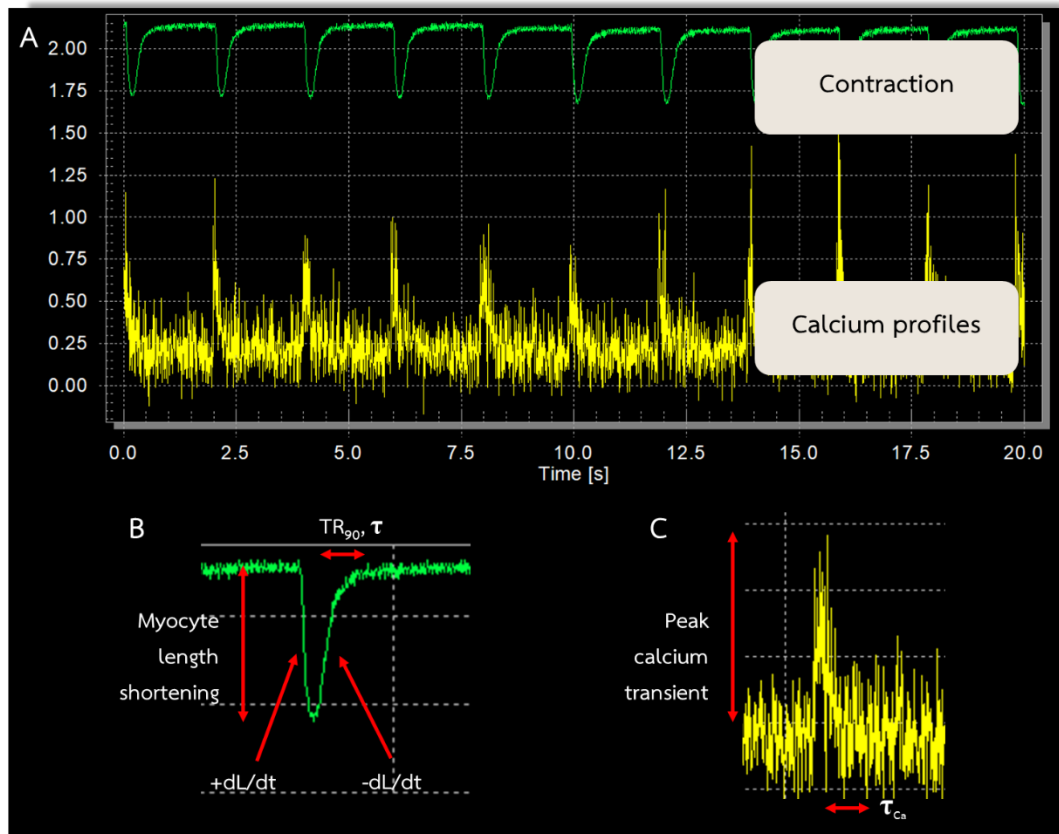 A
2.00
1.75
1.50
1.25
1.00
0.75
0.50
0.25
0.00
Contraction
Calcium profiles
0.0 2.5 5.0 7.5 10.0 12.5 15.0 17.5 20.0
Time [s]
B
TR90, τ
Myocyte
length
shortening
+dL/dt
-dL/dt
C
Peak
calcium
transient
τCa